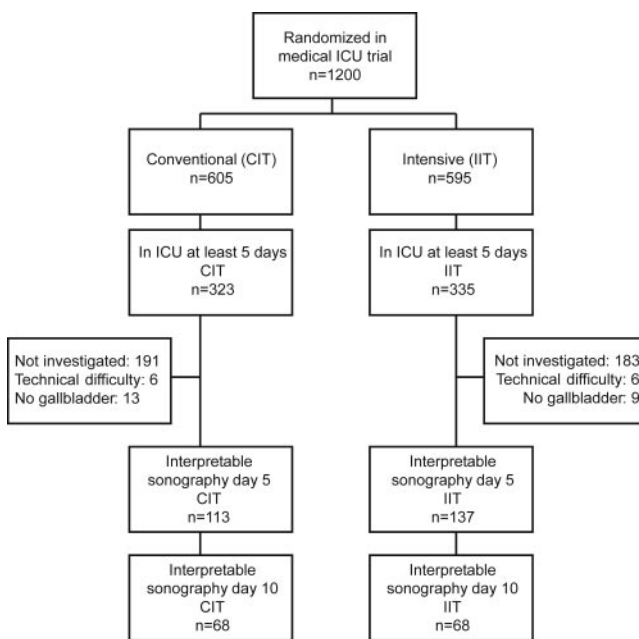 Randomized in
medical ICU trial
n=1200
Conventional (CIT)
n=605
Intensive (IIT)
n=595
In ICU at least 5 days
CIT
n=323
In ICU at least 5 days
IIT
n=335
Not investigated: 191
Technical difficulty: 6
No gallbladder: 13
Not investigated: 183
Technical difficulty: 6
No gallbladder: 9
Interpretable
sonography day 5
CIT
n=113
Interpretable
sonography day 5
IIT
n=137
Interpretable
sonography day 10
CIT
n=68
Interpretable
sonography day 10
IIT
n=68